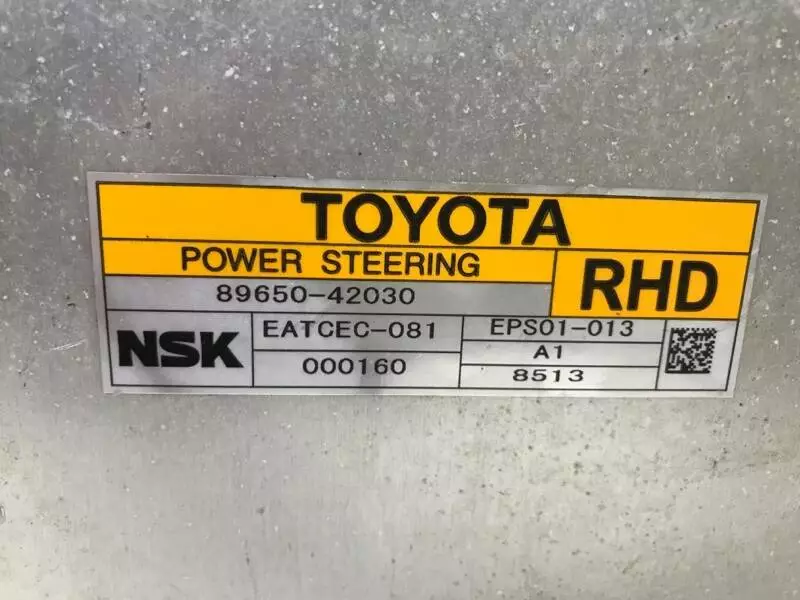 TOYOTA
POWER STEERING
RHD
89650-42030
NSK
EATCEC-081
000160
EPS01-013
A1
8513